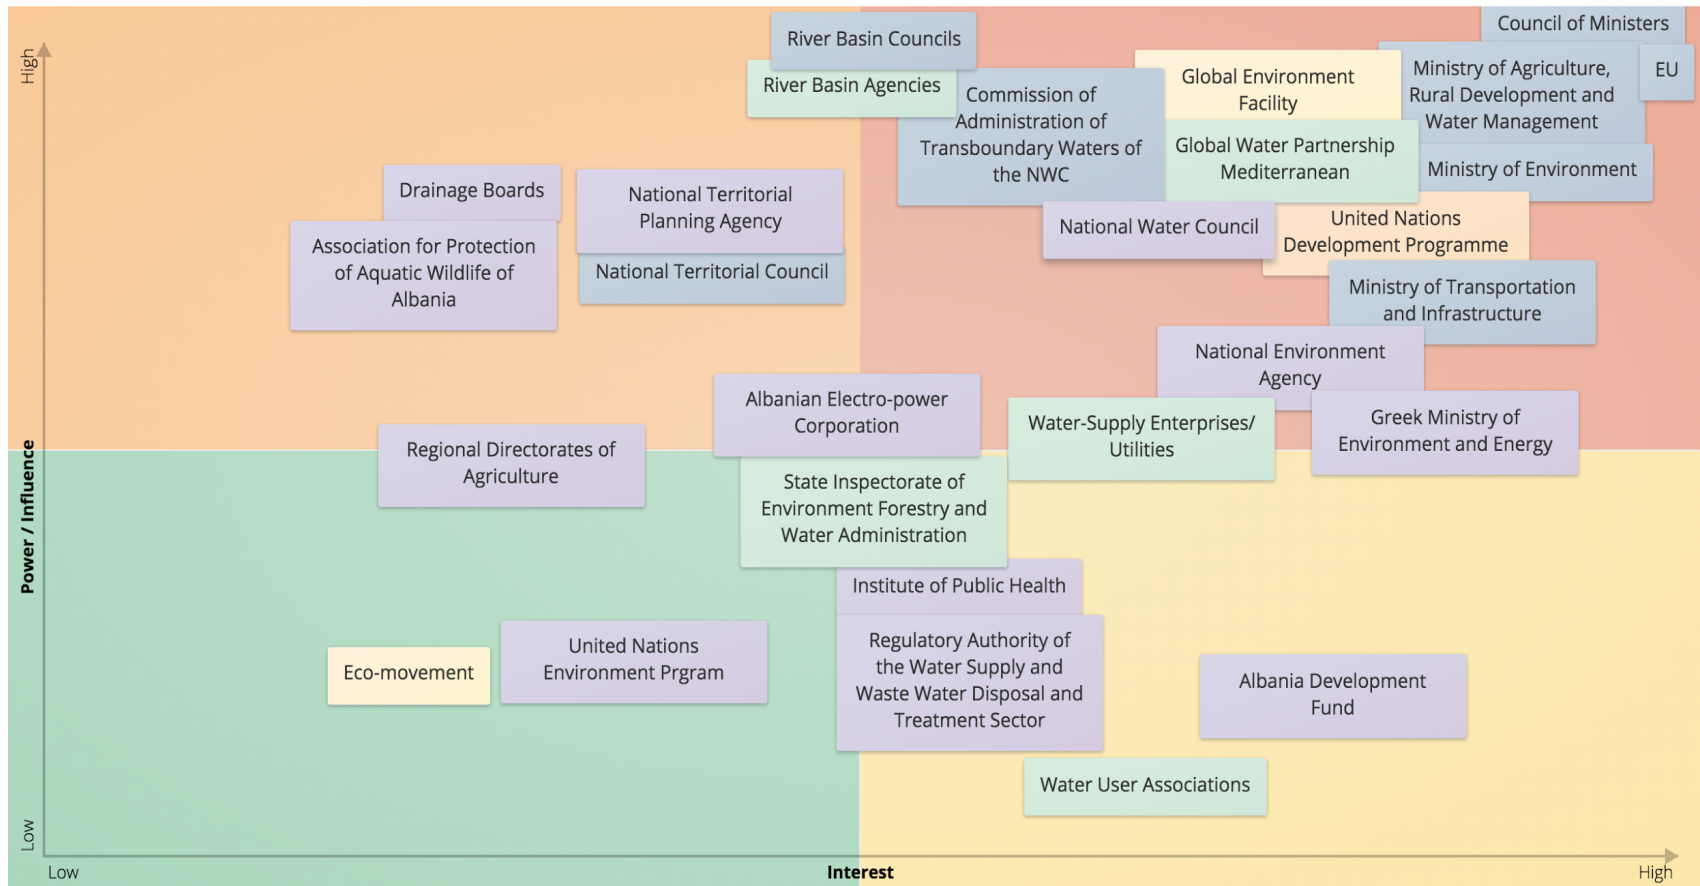 High
River Basin Councils
River Basin Agencies
Commission of
Administration of
Transboundary Waters of
the NWC
Global Environment
Facility
Global Water Partnership
Mediterranean
Council of Ministers
EU
Ministry of Agriculture,
Rural Development and
Water Management
Ministry of Environment
Drainage Boards
National Territorial
Planning Agency
Association for Protection
of Aquatic Wildlife of
Albania
National Territorial Council
National Water Council
United Nations
Development Programme
Ministry of Transportation
and Infrastructure
National Environment
Agency
Albanian Electro-power
Corporation
Water-Supply Enterprises/
Utilities
Greek Ministry of
Environment and Energy
Regional Directorates of
Agriculture
State Inspectorate of
Environment Forestry and
Water Administration
Power / Influence
Institute of Public Health
United Nations
Environment Prgram
Eco-movement
Regulatory Authority of
the Water Supply and
Waste Water Disposal and
Treatment Sector
Albania Development
Fund
Water User Associations
Low
Low
Interest
High